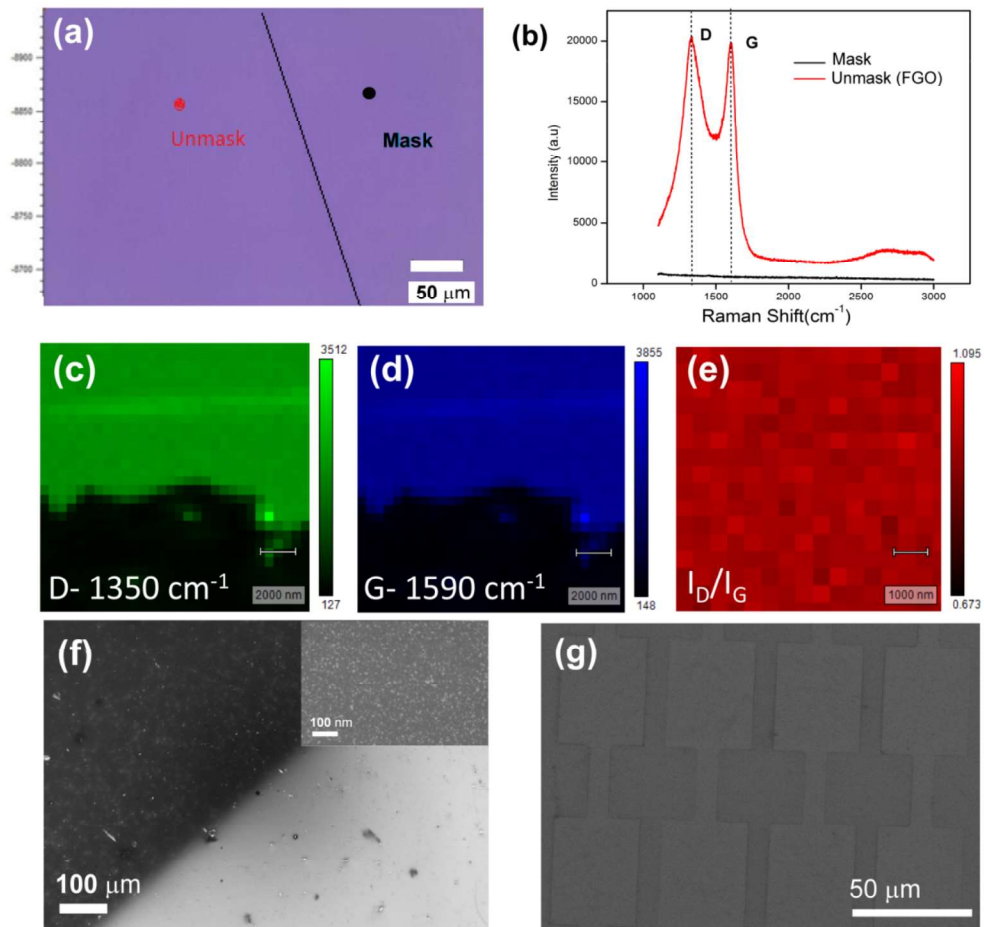 (a)
-8900
-8850
-8800
-8750
-8700
Unmask
Mask
50 μm
(b)
20000
15000
10000
5000
0
Intensity (a.u)
D
G
Mask
Unmask (FGO)
1000
1500
2000
2500
3000
Raman Shift(cm⁻¹)
(c)
D- 1350 cm⁻¹
2000 nm
3512
127
(d)
G- 1590 cm⁻¹
2000 nm
3855
148
(e)
I_D/I_G
1000 nm
1.095
0.673
(f)
100 nm
100 μm
(g)
50 μm